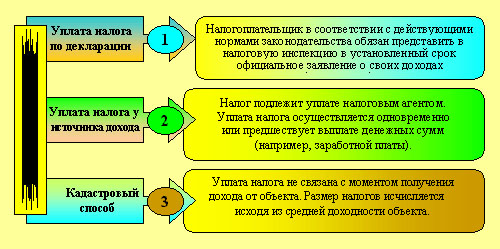 Уплата налога
по декларации
1
Налогоплательщик в соответствии с действующими
нормами законодательства обязан представить в
налоговую инспекцию в установленный срок
официальное заявление о своих доходах
Уплата налога у
источника дохода
2
Налог подлежит уплате налоговым агентом.
Уплата налога осуществляется одновременно
или предшествует выплате денежных сумм
(например, заработной платы).
Кадастровый
способ
3
Уплата налога не связана с моментом получения
дохода от объекта. Размер налогов исчисляется
исходя из средней доходности объекта.